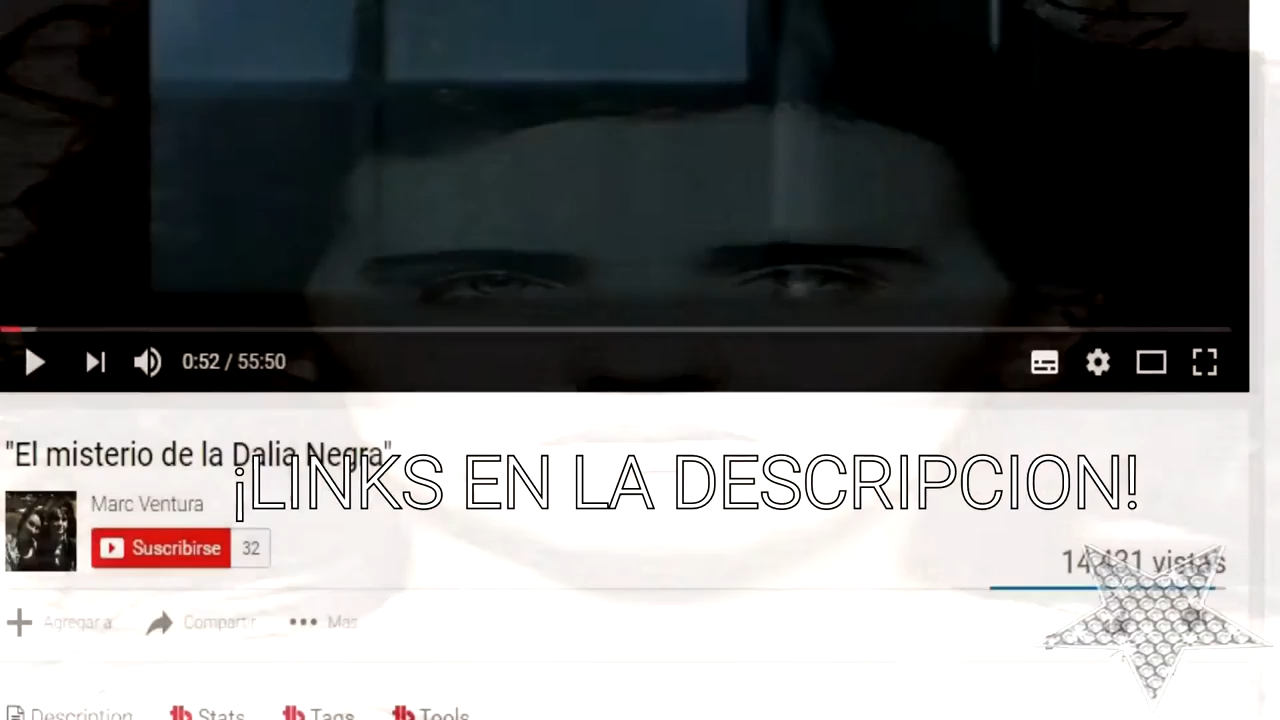 0:52 / 55:50
"El misterio de la Dalia Negra"
¡LINKS EN LA DESCRIPCION!
Marc Ventura
Suscribirse 32
vistas
Agregar a Compartir Mas
Description Stats Tags Tools